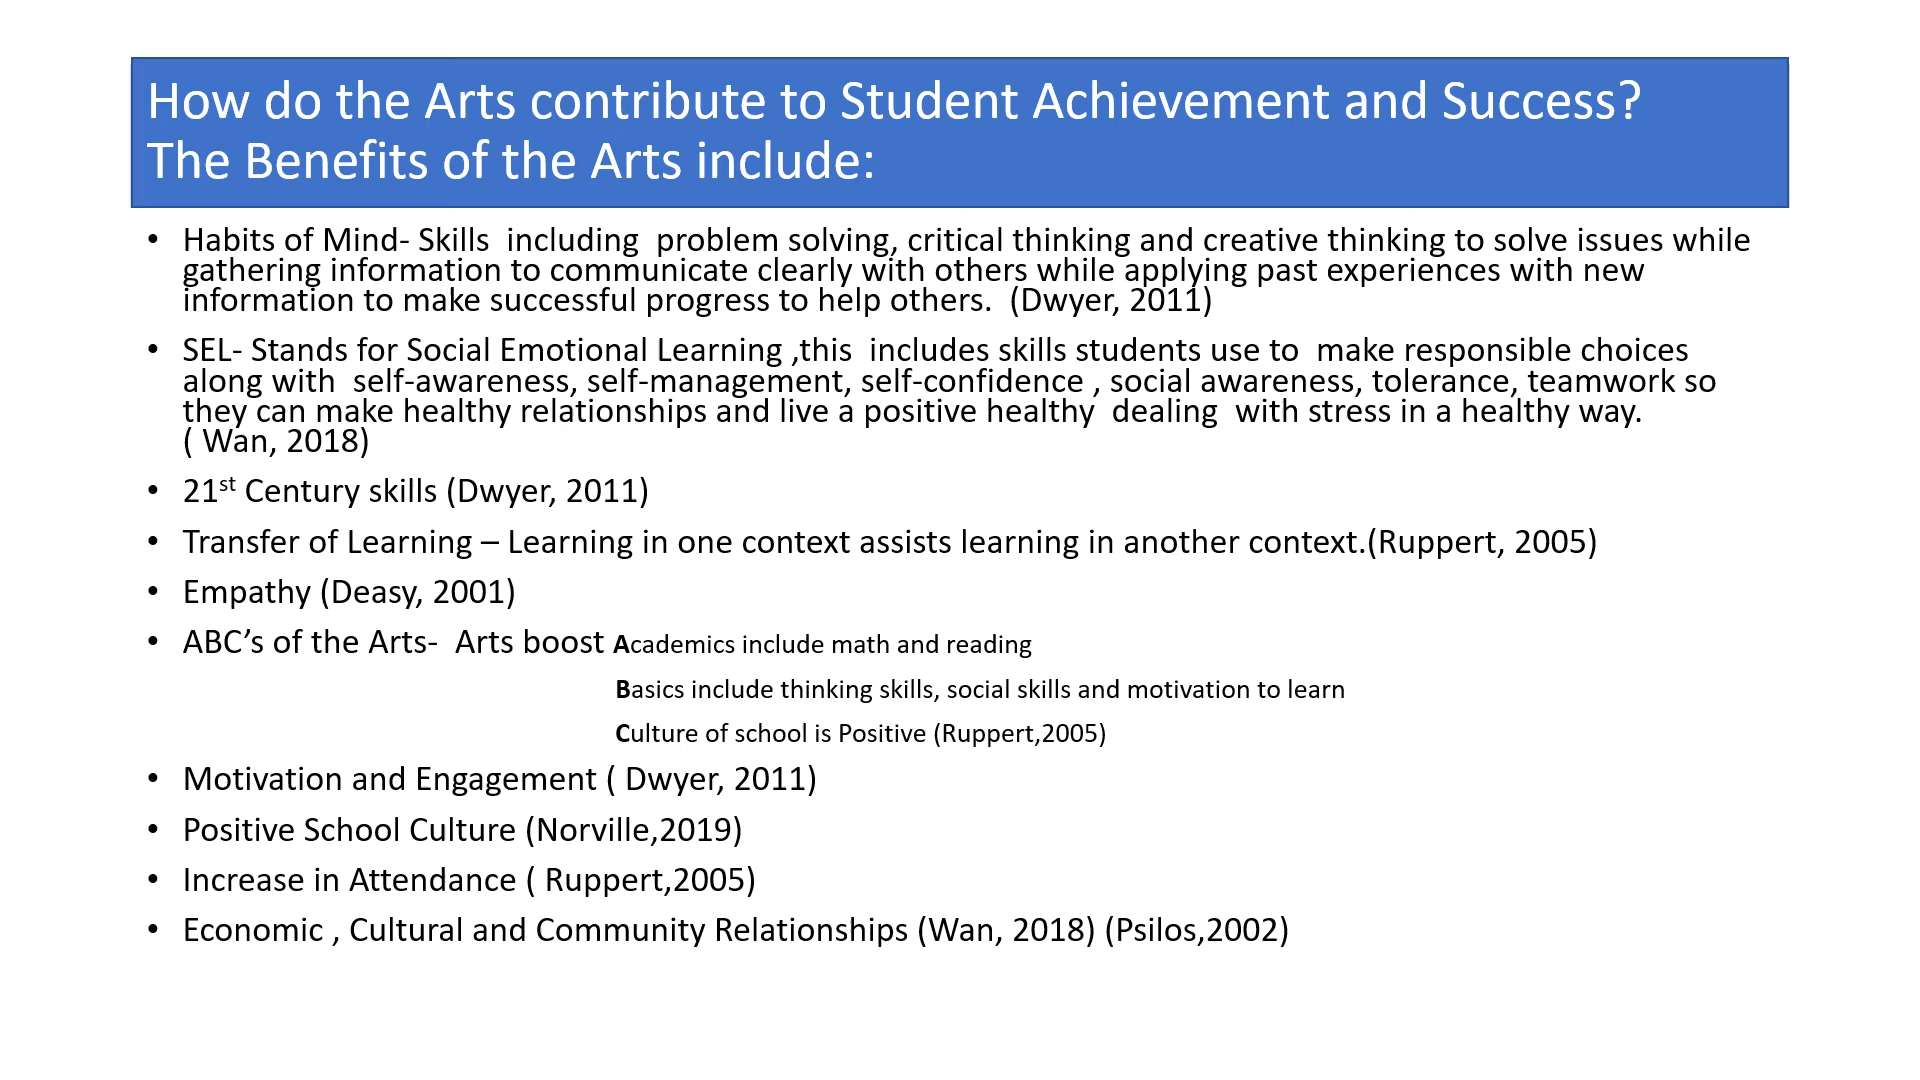 How do the Arts contribute to Student Achievement and Success?
The Benefits of the Arts include:
• Habits of Mind- Skills  including  problem solving, critical thinking and creative thinking to solve issues while
gathering information to communicate clearly with others while applying past experiences with new
information to make successful progress to help others.  (Dwyer, 2011)
• SEL- Stands for Social Emotional Learning ,this  includes skills students use to  make responsible choices
along with  self-awareness, self-management, self-confidence , social awareness, tolerance, teamwork so
they can make healthy relationships and live a positive healthy  dealing  with stress in a healthy way.
( Wan, 2018)
• 21st Century skills (Dwyer, 2011)
• Transfer of Learning – Learning in one context assists learning in another context.(Ruppert, 2005)
• Empathy (Deasy, 2001)
• ABC’s of the Arts-  Arts boost Academics include math and reading
Basics include thinking skills, social skills and motivation to learn
Culture of school is Positive (Ruppert,2005)
• Motivation and Engagement ( Dwyer, 2011)
• Positive School Culture (Norville,2019)
• Increase in Attendance ( Ruppert,2005)
• Economic , Cultural and Community Relationships (Wan, 2018) (Psilos,2002)